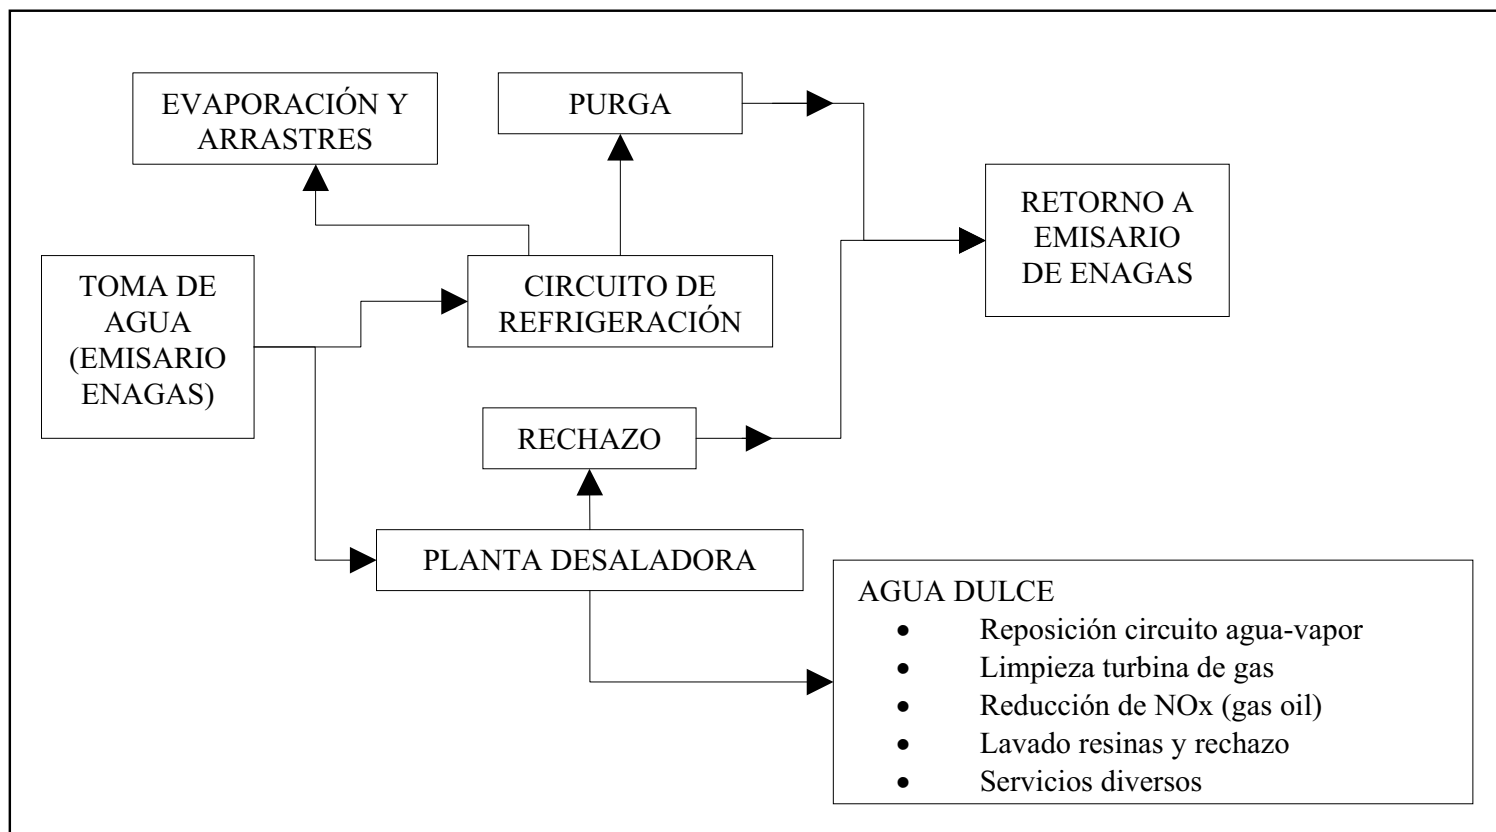 EVAPORACIÓN Y
ARRASTRES
PURGA
RETORNO A
EMISARIO
DE ENAGAS
TOMA DE
AGUA
(EMISARIO
ENAGAS)
CIRCUITO DE
REFRIGERACIÓN
RECHAZO
PLANTA DESALADORA
AGUA DULCE
• Reposición circuito agua-vapor
• Limpieza turbina de gas
• Reducción de NOx (gas oil)
• Lavado resinas y rechazo
• Servicios diversos